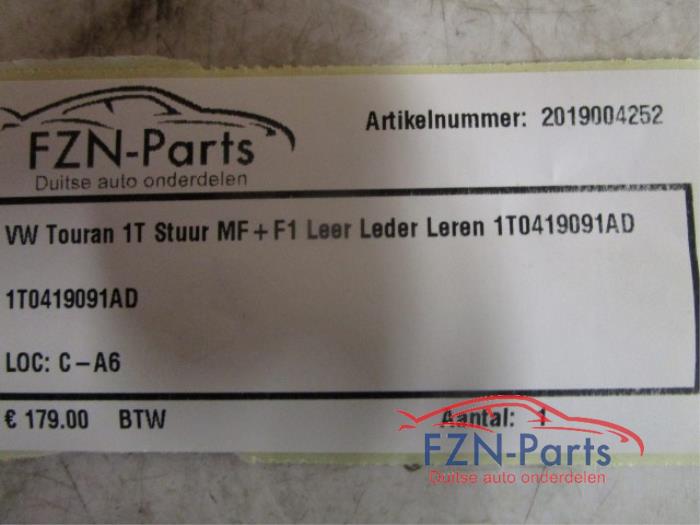 FZN-Parts
Duitse auto onderdelen
Artikelnummer: 2019004252
VW Touran 1T Stuur MF+F1 Leer Leder Leren 1T0419091AD
1T0419091AD
LOC: C-A6
€ 179.00 BTW
Aantal: 1
FZN-Parts
Duitse auto onderdelen